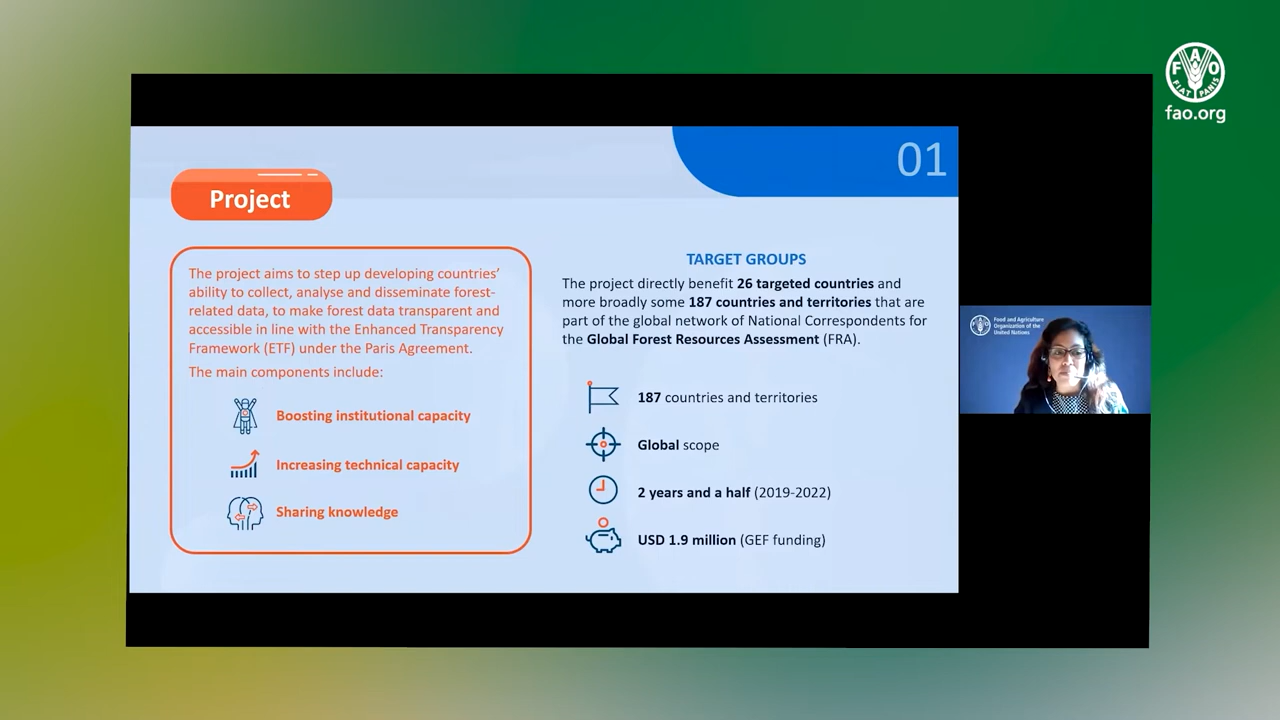 FAO
FIAT PANIS
fao.org
01
Project
The project aims to step up developing countries’
ability to collect, analyse and disseminate forest-
related data, to make forest data transparent and
accessible in line with the Enhanced Transparency
Framework (ETF) under the Paris Agreement.
The main components include:
Boosting institutional capacity
Increasing technical capacity
Sharing knowledge
TARGET GROUPS
The project directly benefit 26 targeted countries and
more broadly some 187 countries and territories that are
part of the global network of National Correspondents for
the Global Forest Resources Assessment (FRA).
187 countries and territories
Global scope
2 years and a half (2019-2022)
USD 1.9 million (GEF funding)
Food and Agriculture
Organization of the
United Nations